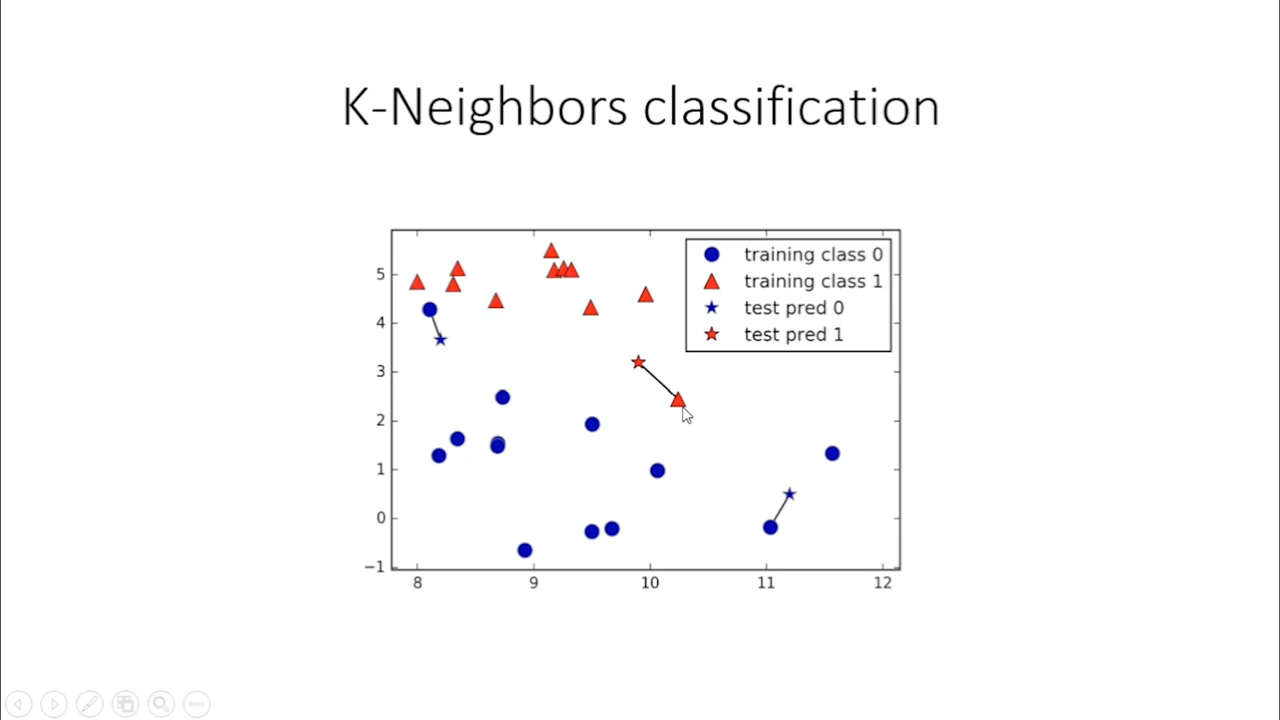 K-Neighbors classification
training class 0
training class 1
test pred 0
test pred 1
5
4
3
2
1
0
−1
8 9 10 11 12